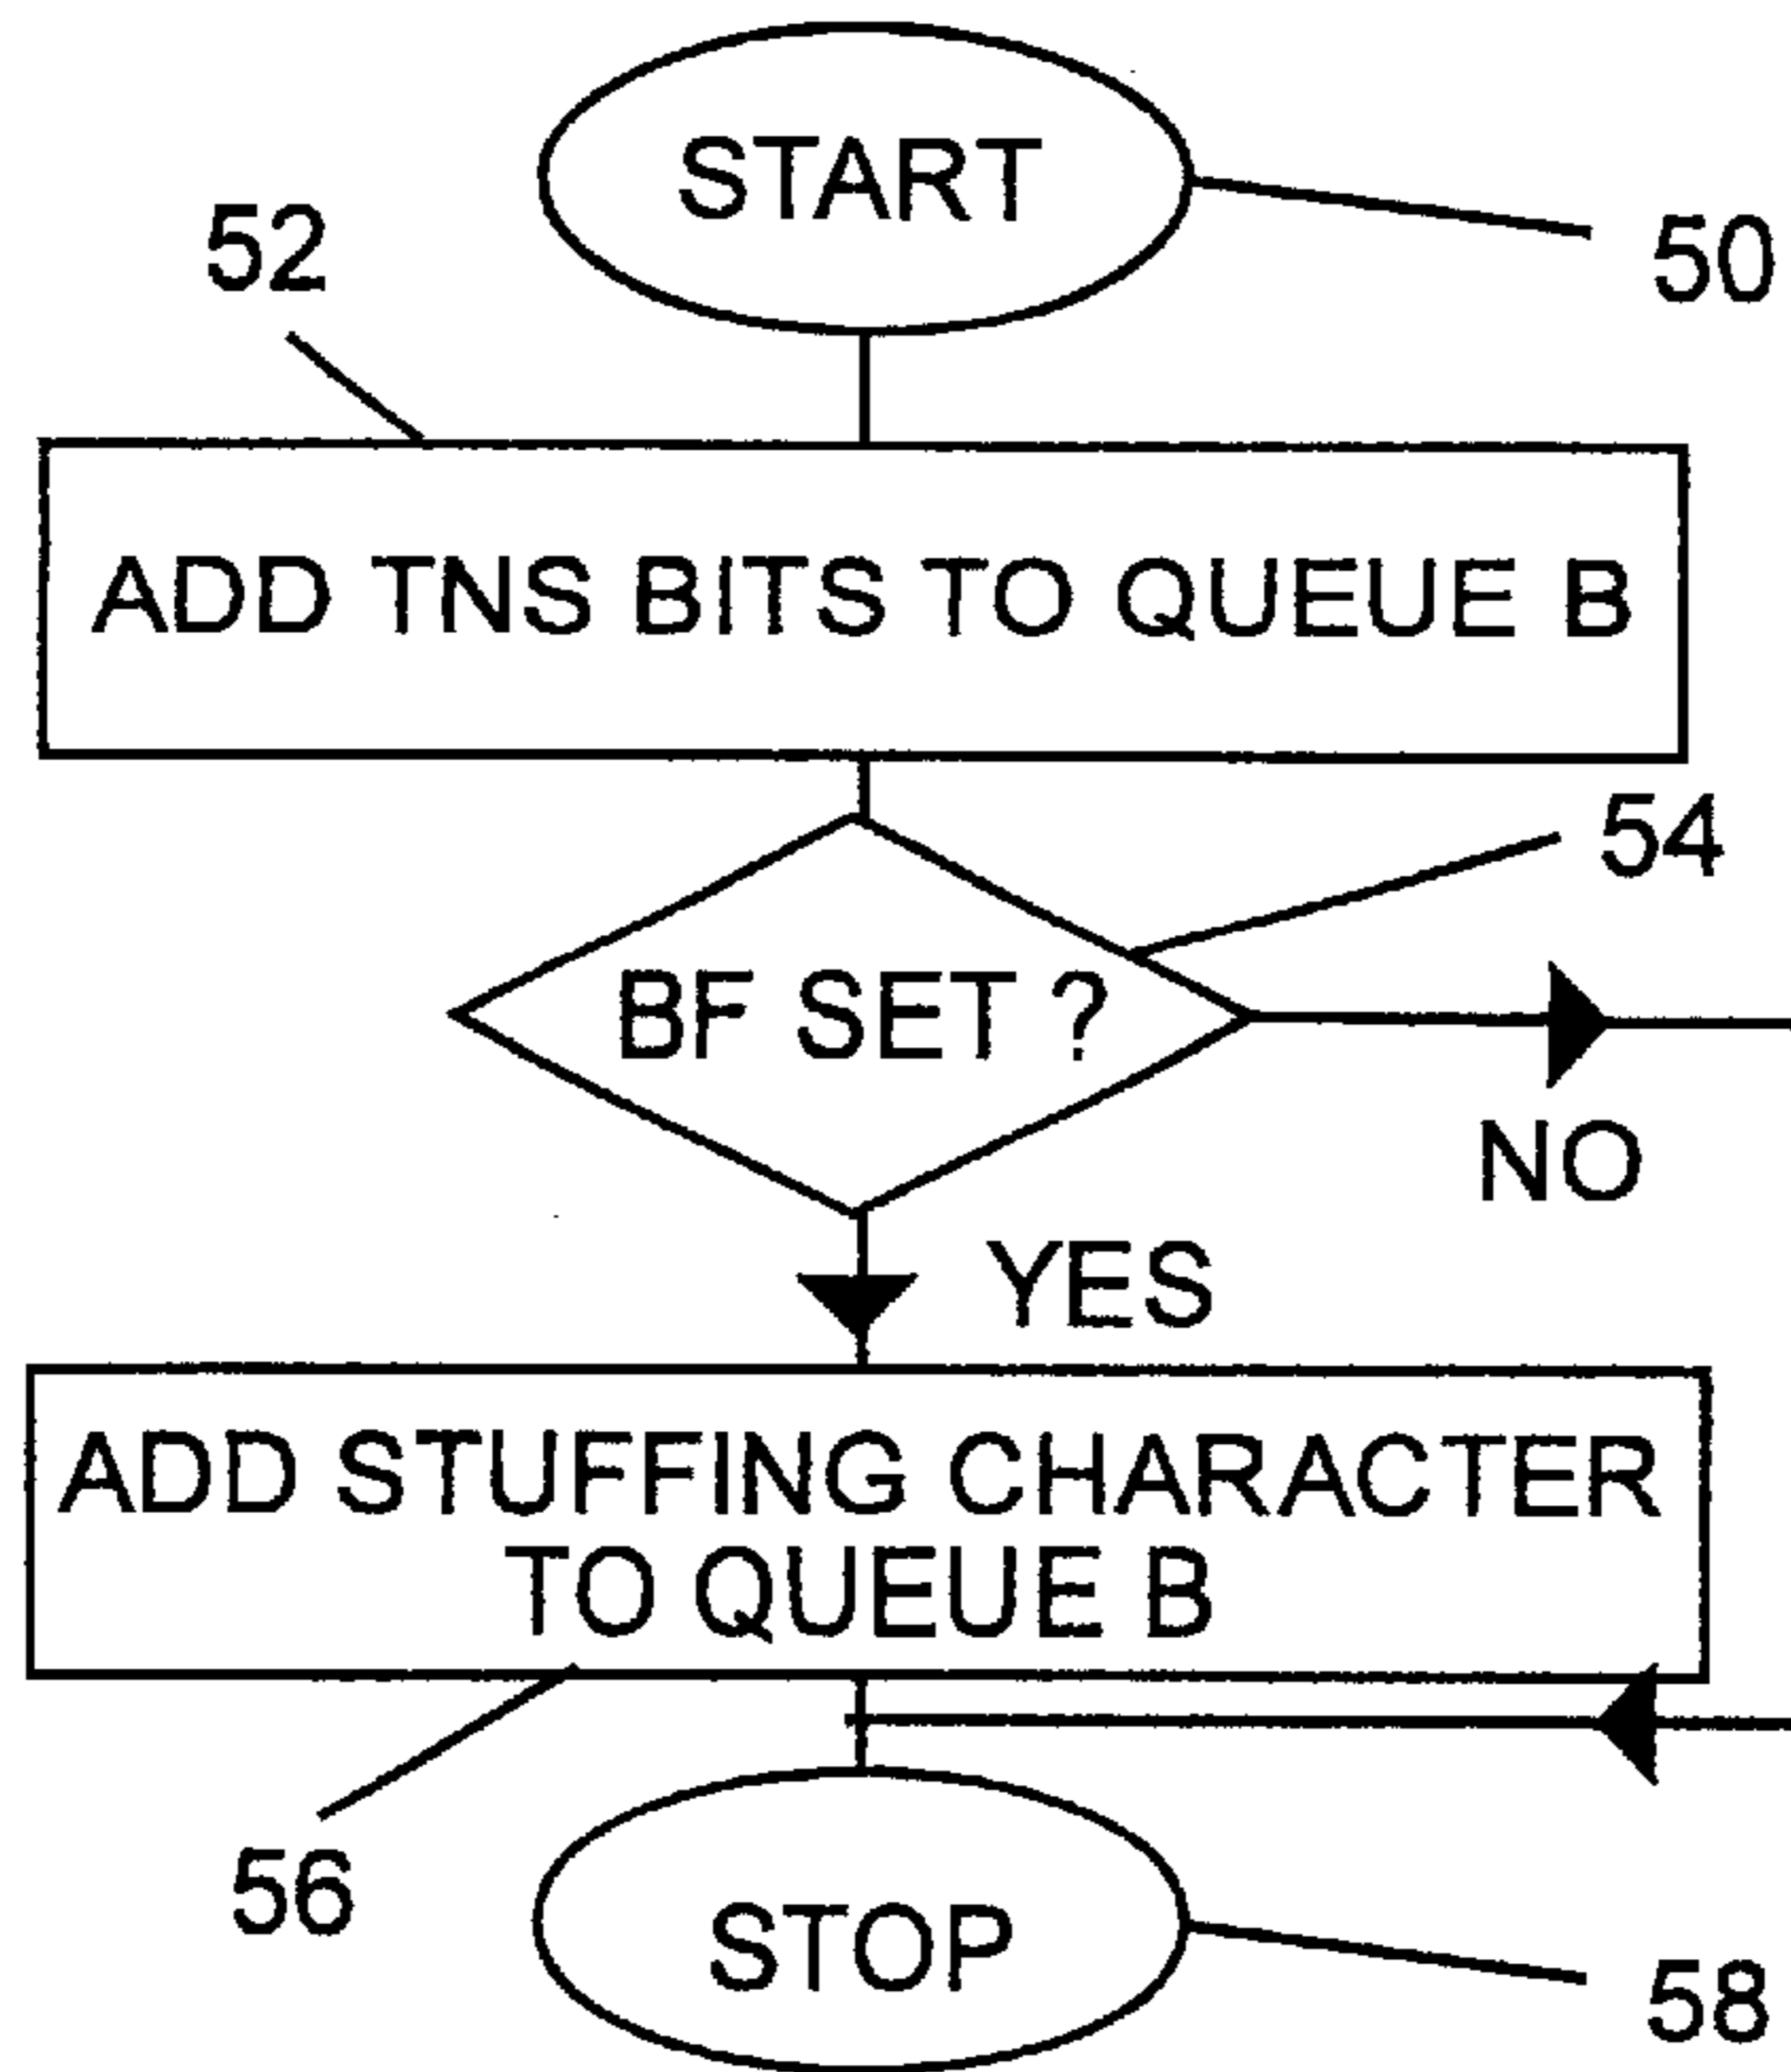 START
50
52
ADD TNS BITS TO QUEUE B
54
BF SET ?
NO
YES
ADD STUFFING CHARACTER
TO QUEUE B
56
STOP
58